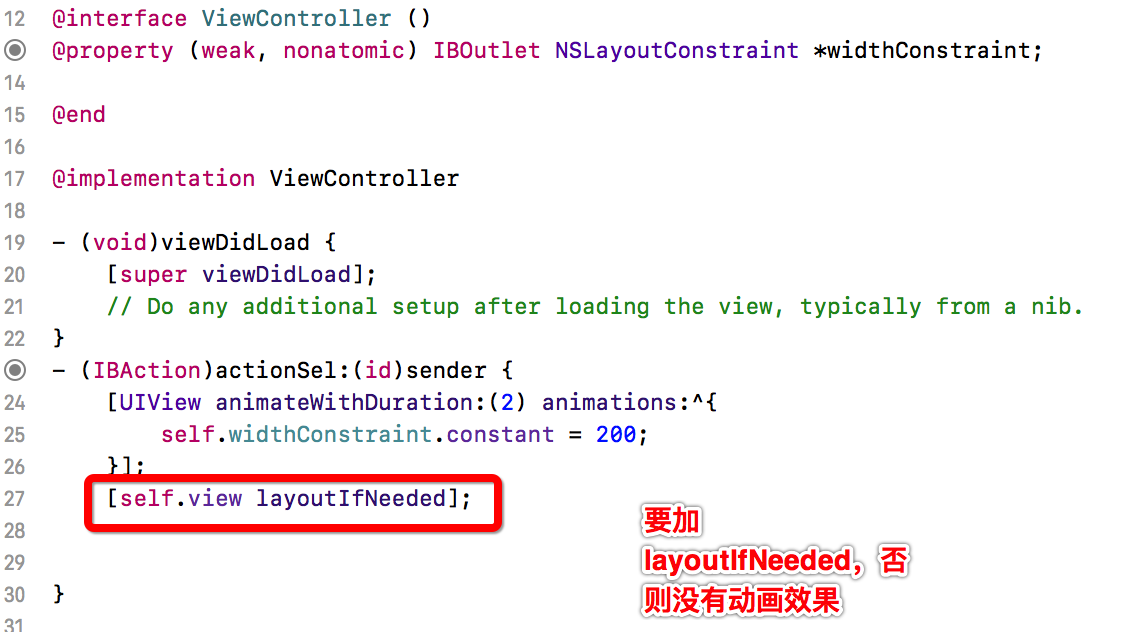 12 @interface ViewController ()
@property (weak, nonatomic) IBOutlet NSLayoutConstraint *widthConstraint;
14
15 @end
16
17 @implementation ViewController
18
19 - (void)viewDidLoad {
20 [super viewDidLoad];
21 // Do any additional setup after loading the view, typically from a nib.
22 }
- (IBAction)actionSel:(id)sender {
24 [UIView animateWithDuration:(2) animations:^{
25 self.widthConstraint.constant = 200;
26 }];
27 [self.view layoutIfNeeded];
28
29
30 }
31
要加
layoutIfNeeded，否
则没有动画效果